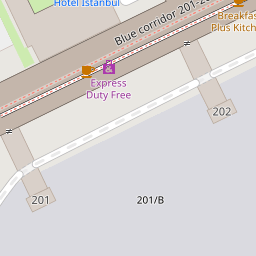 Hotel Istanbul
Blue corridor 201-2
Breakfas
Plus Kitch
Express
Duty Free
202
201
201/B